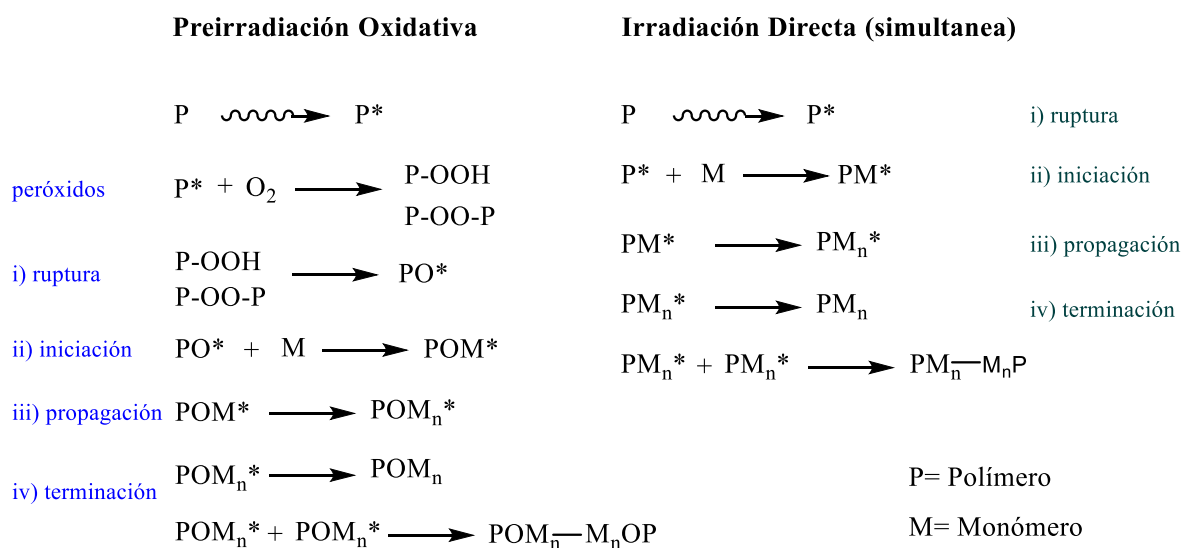 Preirradiación Oxidativa
P P*
peróxidos P* + O₂ P-OOH
P-OO-P
i) ruptura P-OOH
P-OO-P PO*
ii) iniciación PO* + M POM*
iii) propagación POM* POMₙ*
iv) terminación POMₙ* POMₙ
POMₙ* + POMₙ* POMₙ—MₙOP
Irradiación Directa (simultanea)
P P* i) ruptura
P* + M PM* ii) iniciación
PM* PMₙ* iii) propagación
PMₙ* PMₙ iv) terminación
PMₙ* + PMₙ* PMₙ—MₙP
P= Polímero
M= Monómero